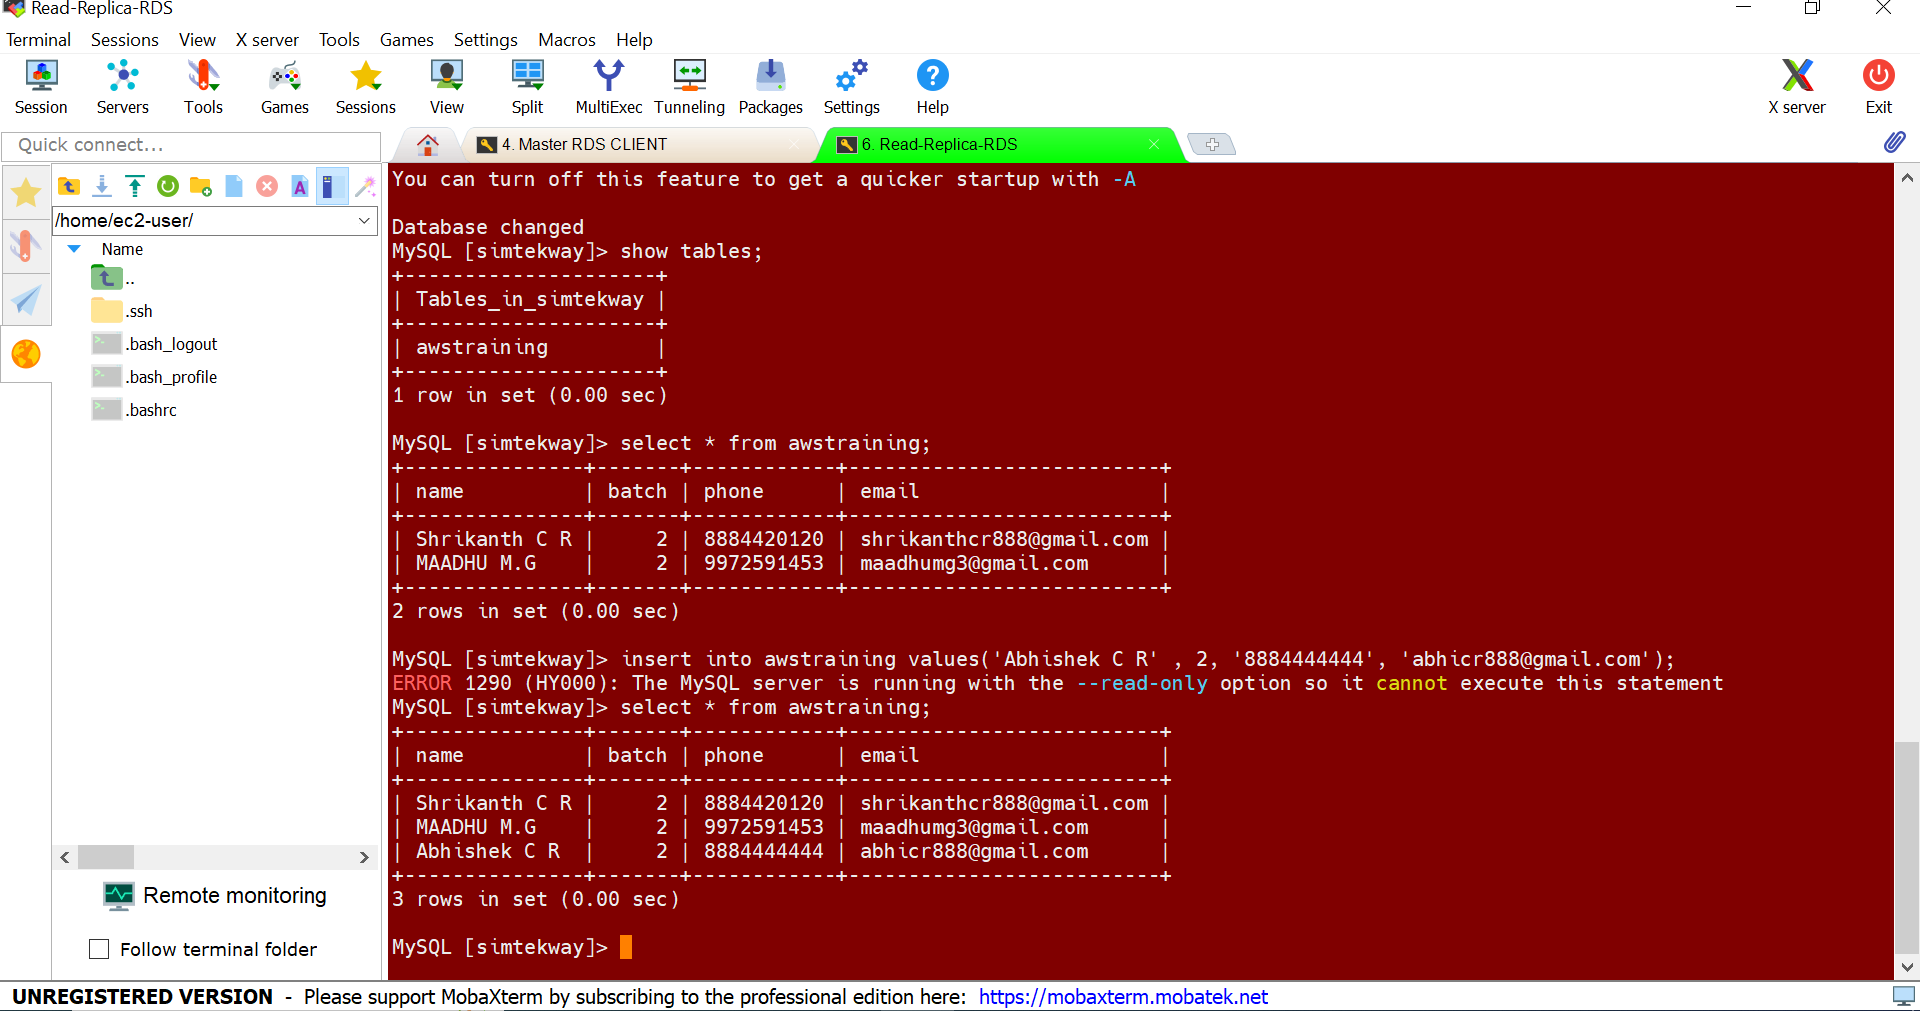 Read-Replica-RDS
Terminal Sessions View X server Tools Games Settings Macros Help
Session Servers Tools Games Sessions View Split MultiExec Tunneling Packages Settings Help X server Exit
Quick connect...
4. Master RDS CLIENT
6. Read-Replica-RDS
/home/ec2-user/
Name
..
.ssh
.bash_logout
.bash_profile
.bashrc
Remote monitoring
Follow terminal folder
You can turn off this feature to get a quicker startup with -A
Database changed
MySQL [simtekway]> show tables;
+---------------------+
| Tables_in_simtekway |
+---------------------+
| awstraining         |
+---------------------+
1 row in set (0.00 sec)
MySQL [simtekway]> select * from awstraining;
+---------------+-------+------------+--------------------------+
| name          | batch | phone      | email                    |
+---------------+-------+------------+--------------------------+
| Shrikanth C R |     2 | 8884420120 | shrikanthcr888@gmail.com |
| MAADHU M.G    |     2 | 9972591453 | maadhumg3@gmail.com      |
+---------------+-------+------------+--------------------------+
2 rows in set (0.00 sec)
MySQL [simtekway]> insert into awstraining values('Abhishek C R' , 2, '8884444444', 'abhicr888@gmail.com');
ERROR 1290 (HY000): The MySQL server is running with the --read-only option so it cannot execute this statement
MySQL [simtekway]> select * from awstraining;
+---------------+-------+------------+--------------------------+
| name          | batch | phone      | email                    |
+---------------+-------+------------+--------------------------+
| Shrikanth C R |     2 | 8884420120 | shrikanthcr888@gmail.com |
| MAADHU M.G    |     2 | 9972591453 | maadhumg3@gmail.com      |
| Abhishek C R  |     2 | 8884444444 | abhicr888@gmail.com      |
+---------------+-------+------------+--------------------------+
3 rows in set (0.00 sec)
MySQL [simtekway]>
UNREGISTERED VERSION - Please support MobaXterm by subscribing to the professional edition here: https://mobaxterm.mobatek.net